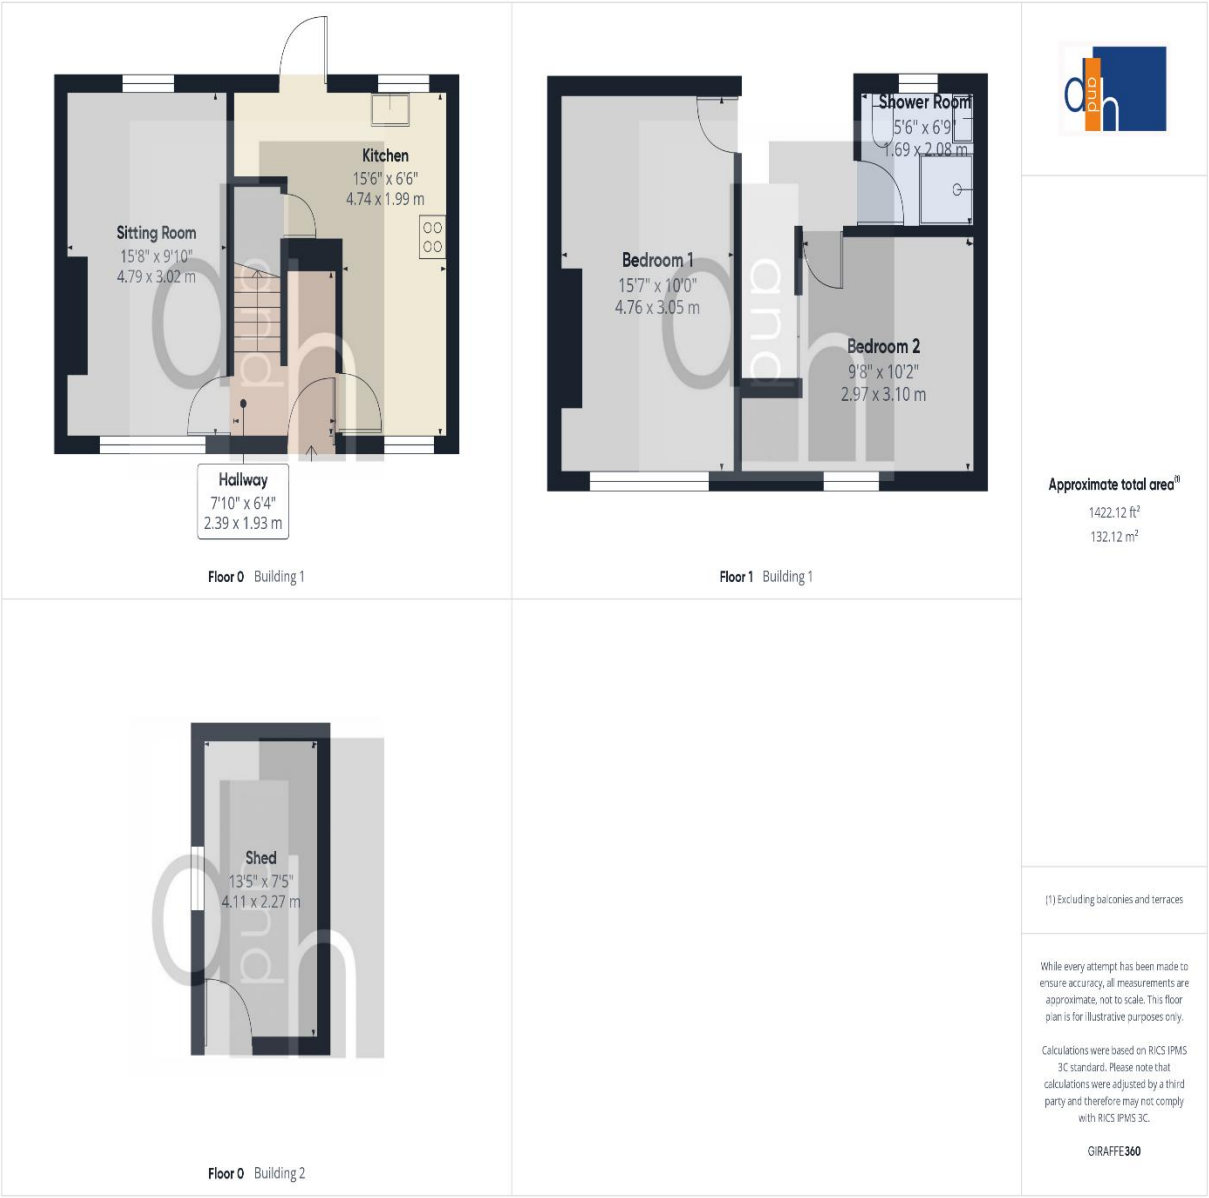 Kitchen
15'6" x 6'6"
4.74 x 1.99 m
Sitting Room
15'8" x 9'10"
4.79 x 3.02 m
Hallway
7'10" x 6'4"
2.39 x 1.93 m
Floor 0 Building 1
Shower Room
5'6" x 6'9"
1.69 x 2.08 m
Bedroom 1
15'7" x 10'0"
4.76 x 3.05 m
Bedroom 2
9'8" x 10'2"
2.97 x 3.10 m
Floor 1 Building 1
Shed
13'5" x 7'5"
4.11 x 2.27 m
Floor 0 Building 2
d and h
d and h
d and h
d and h
Approximate total area(1)
1422.12 ft²
132.12 m²
(1) Excluding balconies and terraces
While every attempt has been made to
ensure accuracy, all measurements are
approximate, not to scale. This floor
plan is for illustrative purposes only.
Calculations were based on RICS IPMS
3C standard. Please note that
calculations were adjusted by a third
party and therefore may not comply
with RICS IPMS 3C.
GIRAFFE360